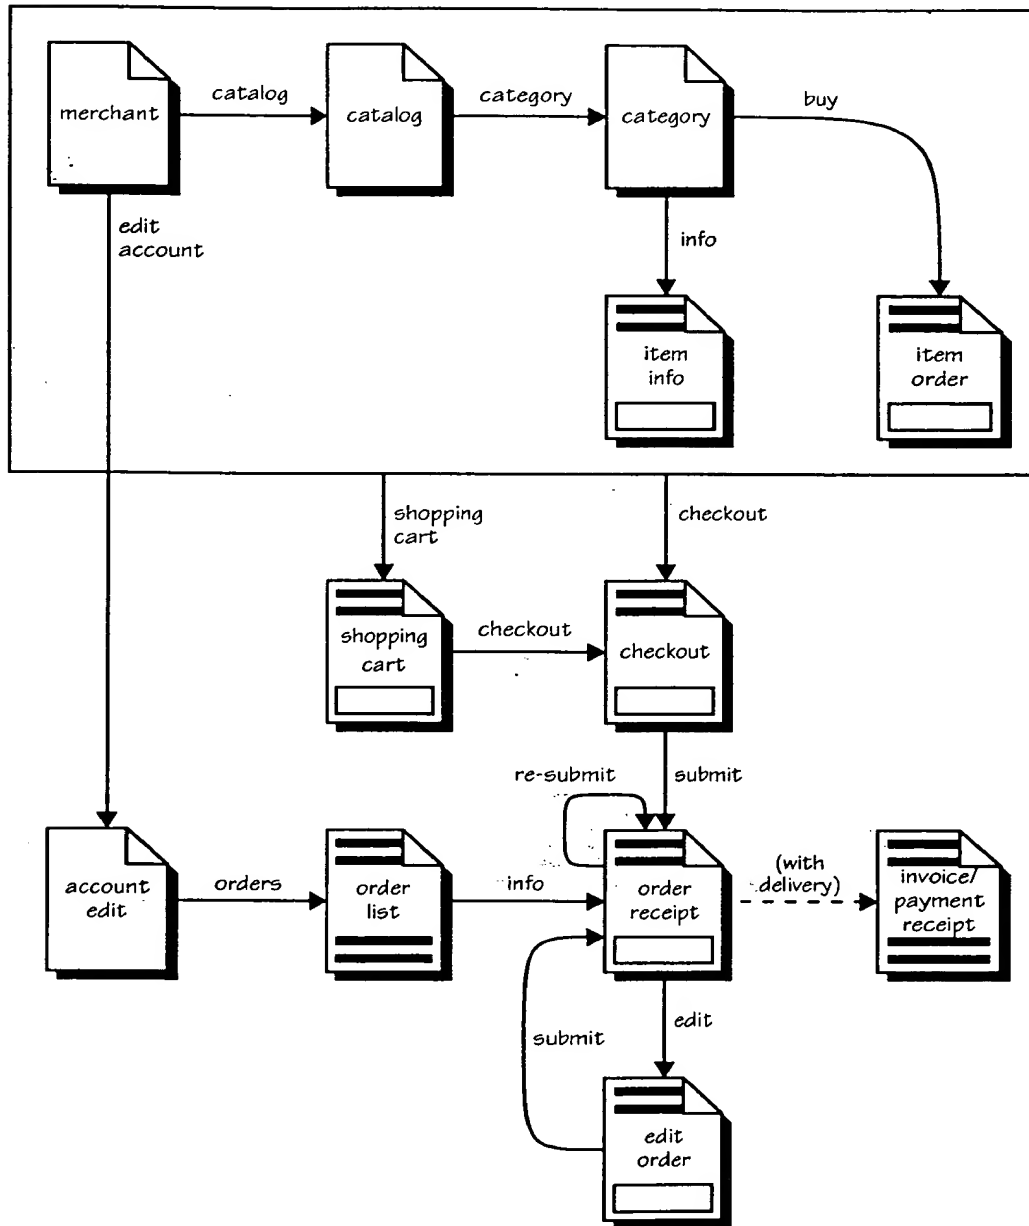 merchant
catalog
catalog
category
category
buy
edit
account
info
item
info
item
order
shopping
cart
checkout
shopping
cart
checkout
checkout
re-submit
submit
account
edit
orders
order
list
info
order
receipt
(with
delivery)
invoice/
payment
receipt
submit
edit
edit
order